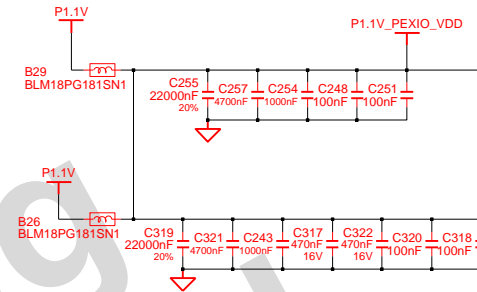 P1.1V
P1.1V_PEXIO_VDD
B29
BLM18PG181SN1
C255
22000nF
20%
C257
4700nF
C254
1000nF
C248
100nF
C251
100nF
P1.1V
B26
BLM18PG181SN1
C319
22000nF
20%
C321
4700nF
C243
1000nF
C317
470nF
16V
C322
470nF
16V
C320
100nF
C318
100nF